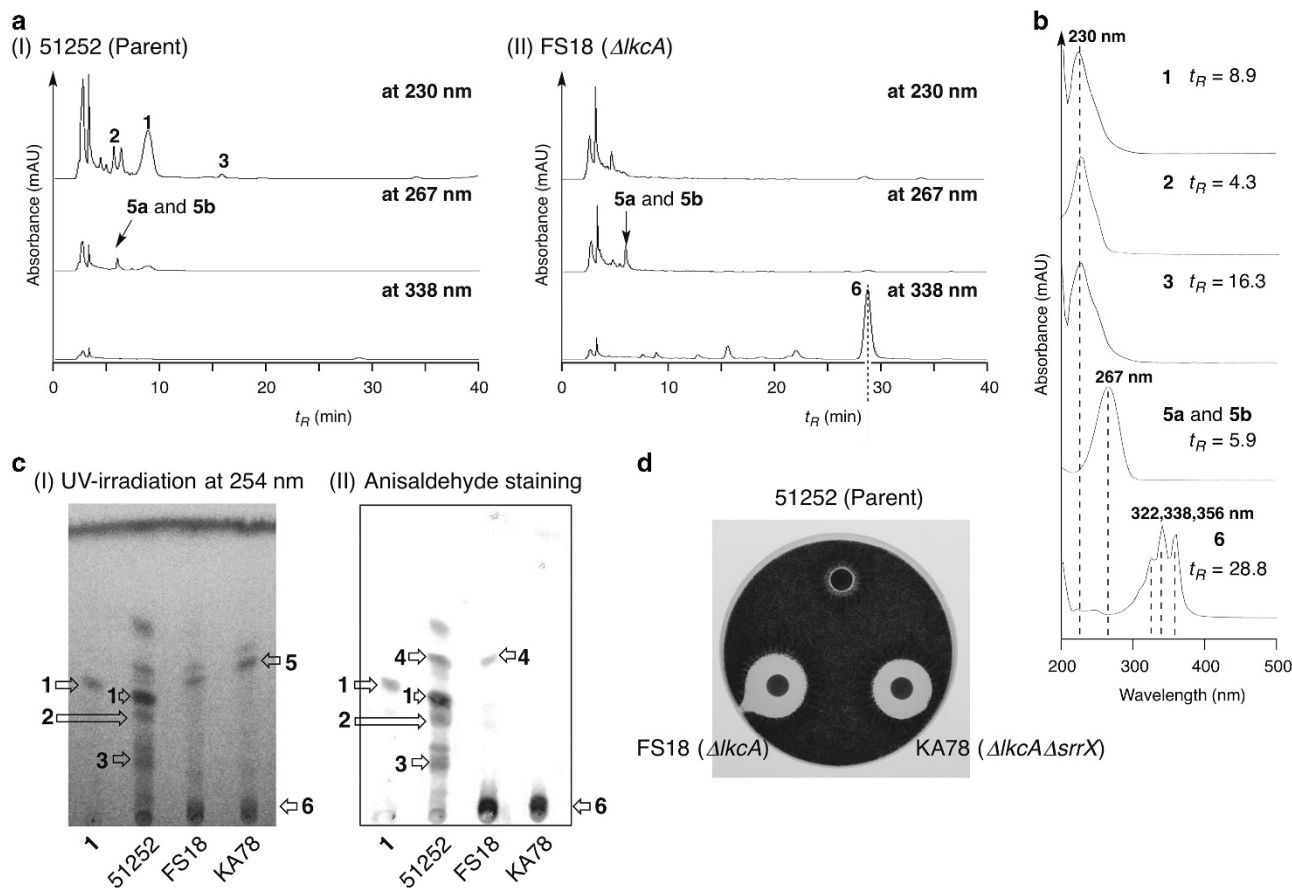 a
(I) 51252 (Parent)
Absorbance (mAU)
at 230 nm
2
1
3
at 267 nm
5a and 5b
at 338 nm
0
10
20
30
40
tR (min)
(II) FS18 (ΔlkcA)
Absorbance (mAU)
at 230 nm
at 267 nm
5a and 5b
6
at 338 nm
0
10
20
30
40
tR (min)
b
Absorbance (mAU)
230 nm
1 tR = 8.9
2 tR = 4.3
3 tR = 16.3
267 nm
5a and 5b
tR = 5.9
322,338,356 nm
6
tR = 28.8
200
300
400
500
Wavelength (nm)
c
(I) UV-irradiation at 254 nm
1
1
2
3
5
6
1
51252
FS18
KA78
(II) Anisaldehyde staining
4
4
1
1
2
3
6
1
51252
FS18
KA78
d
51252 (Parent)
FS18 (ΔlkcA)
KA78 (ΔlkcAΔsrrX)